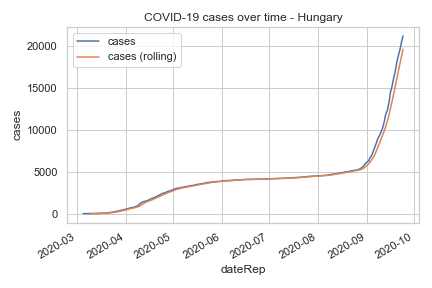 COVID-19 cases over time - Hungary
cases
cases (rolling)
20000
15000
10000
5000
0
cases
2020-03
2020-04
2020-05
2020-06
2020-07
2020-08
2020-09
2020-10
dateRep